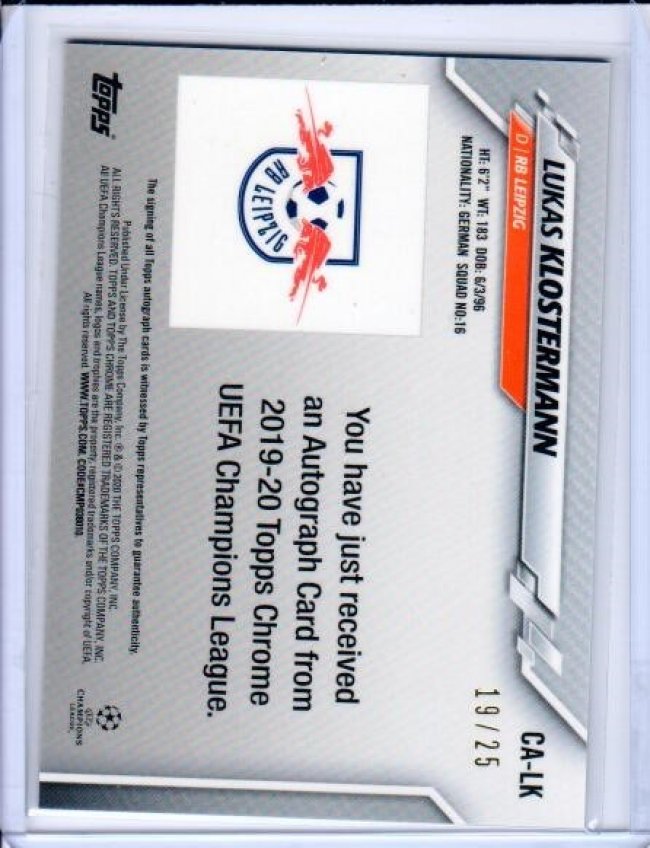 LUKAS KLOSTERMANN
D | RB LEIPZIG
CA-LK
19/25
HT: 6'2" WT: 183 DOB: 6/3/96
NATIONALITY: GERMAN SQUAD NO:16
RB LEIPZIG
You have just received
an Autograph Card from
2019-20 Topps Chrome
UEFA Champions League.
The signing of all Topps autograph cards is witnessed by Topps representatives to guarantee authenticity.
topps
Published Under License by The Topps Company, Inc. ® & © 2020 THE TOPPS COMPANY, INC.
ALL RIGHTS RESERVED. TOPPS AND TOPPS CHROME ARE REGISTERED TRADEMARKS OF THE TOPPS COMPANY, INC.
All UEFA Champions League names, logos and trophies are the property, registered trademarks and/or copyright of UEFA.
All rights reserved. WWW.TOPPS.COM. CODE#CMP038010
UEFA
CHAMPIONS
LEAGUE